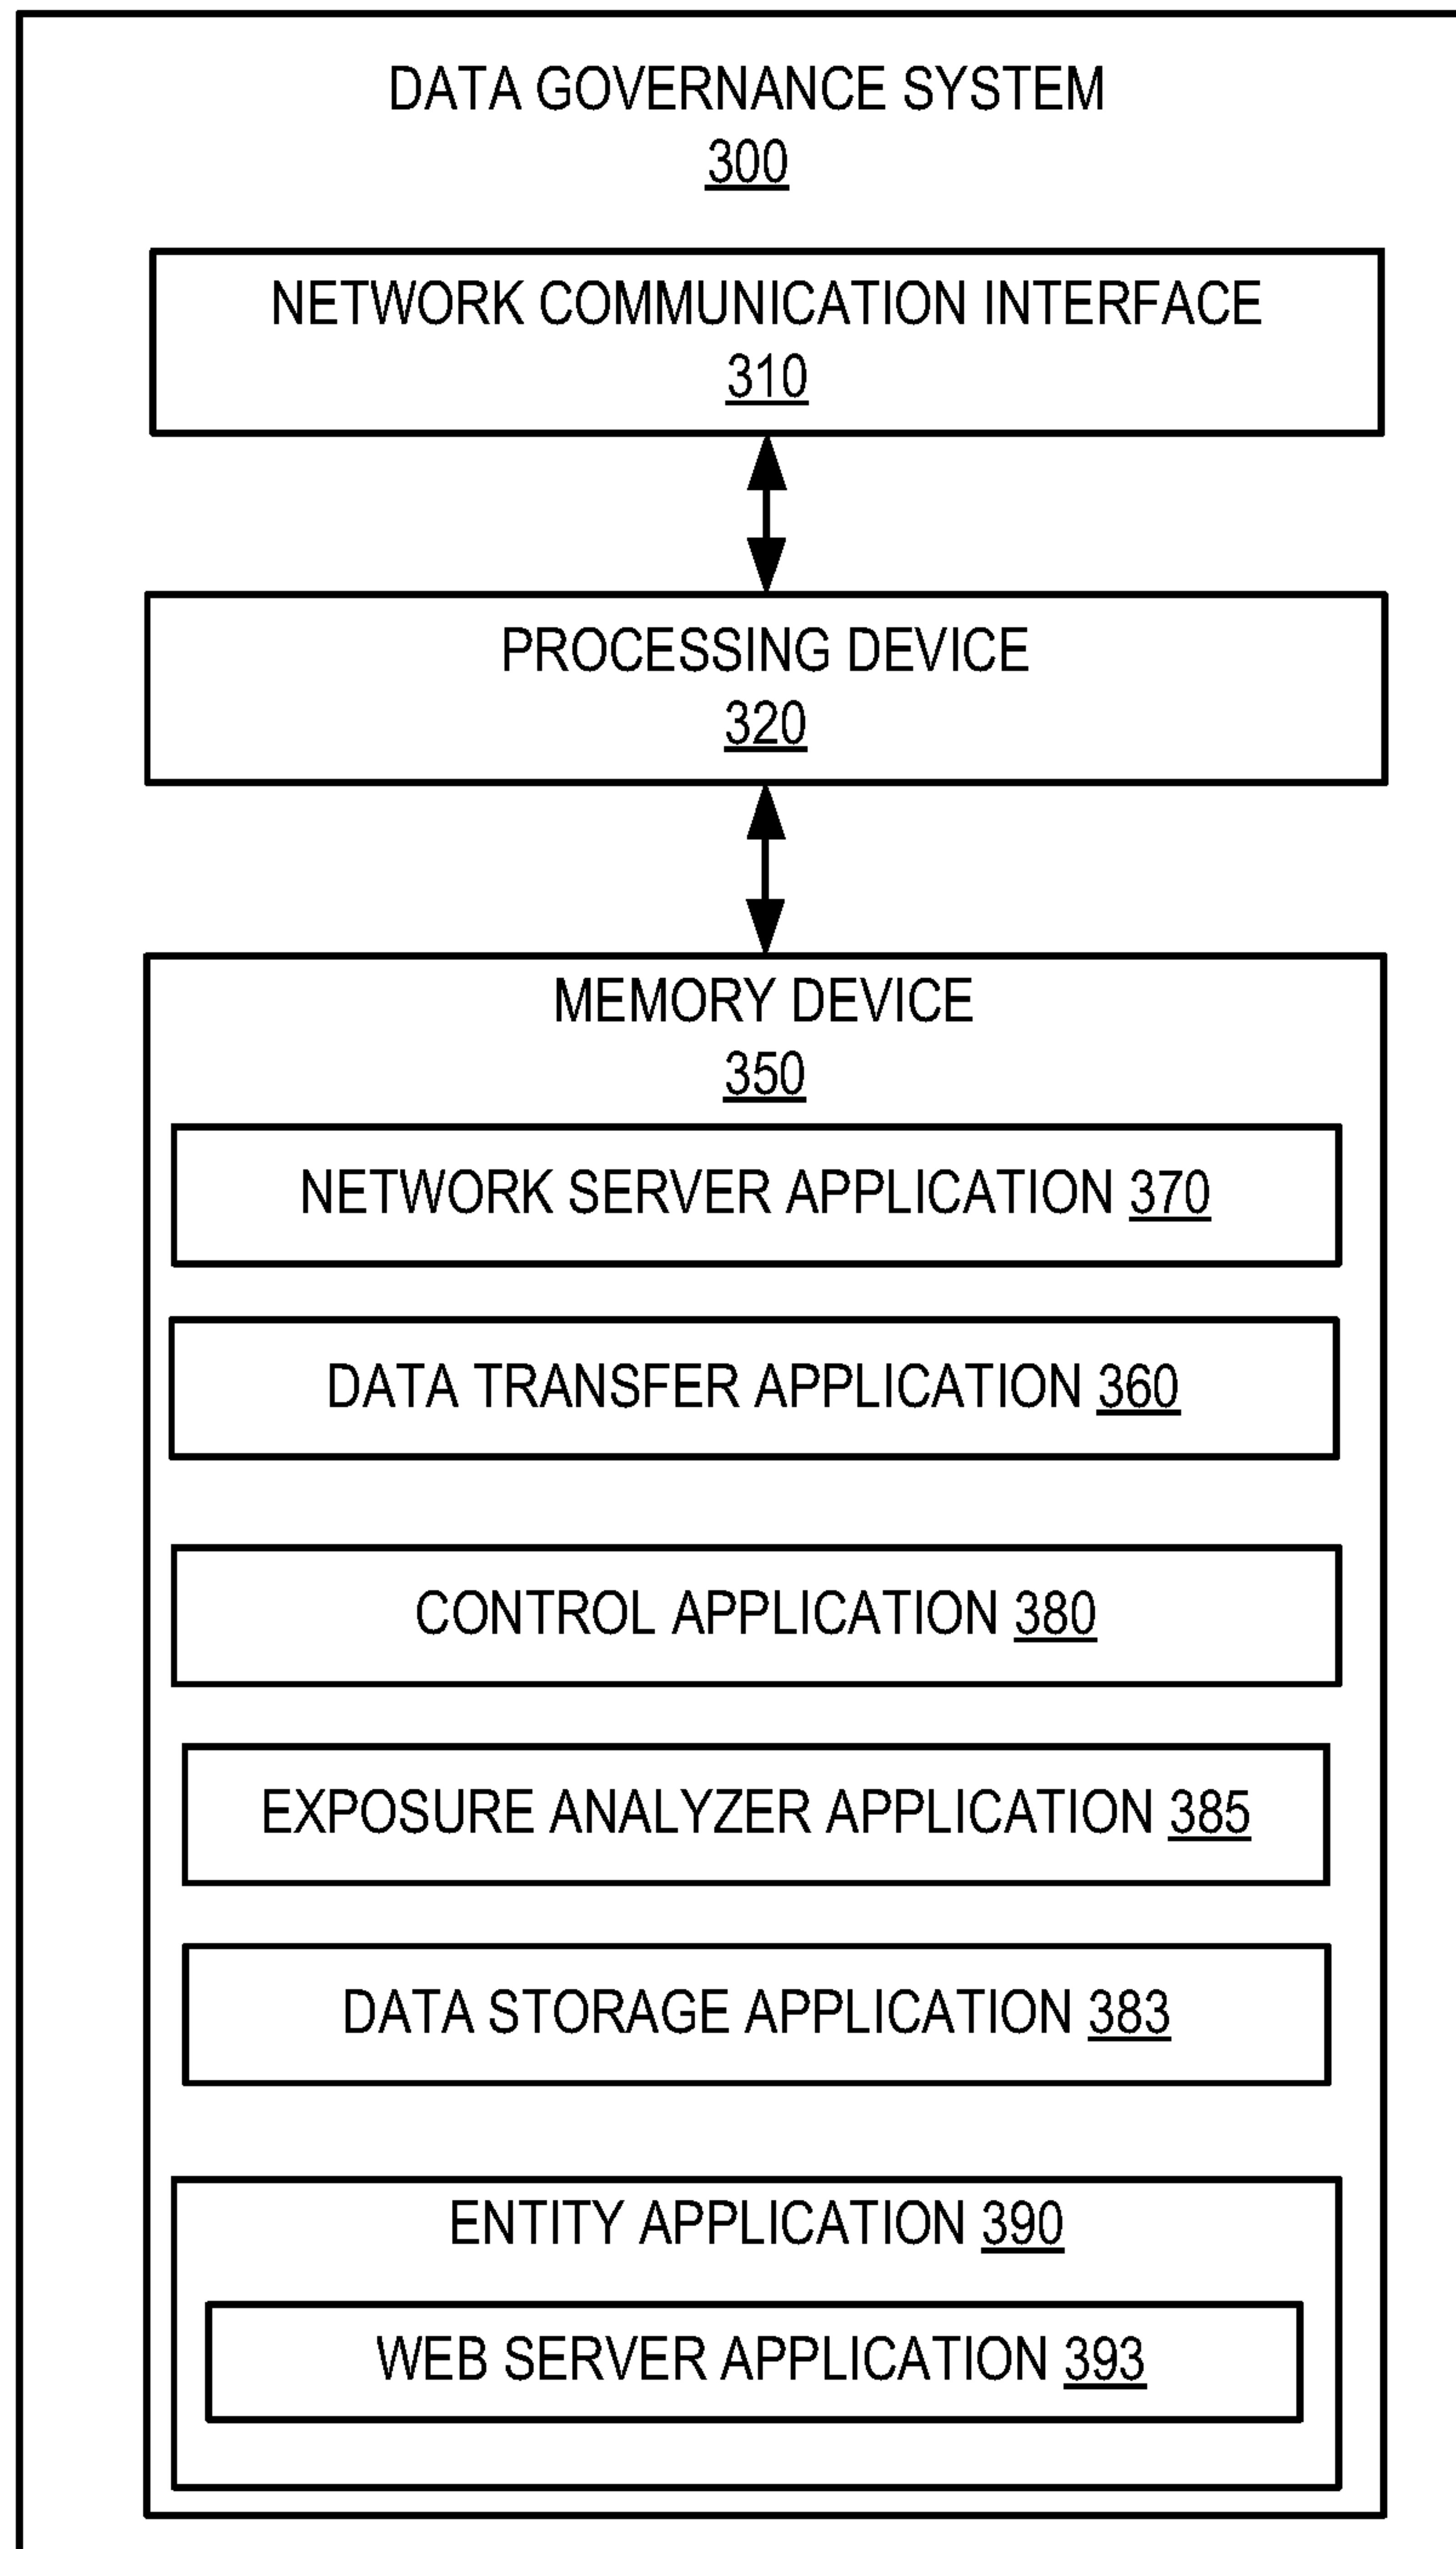 DATA GOVERNANCE SYSTEM
300
NETWORK COMMUNICATION INTERFACE
310
PROCESSING DEVICE
320
MEMORY DEVICE
350
NETWORK SERVER APPLICATION 370
DATA TRANSFER APPLICATION 360
CONTROL APPLICATION 380
EXPOSURE ANALYZER APPLICATION 385
DATA STORAGE APPLICATION 383
ENTITY APPLICATION 390
WEB SERVER APPLICATION 393